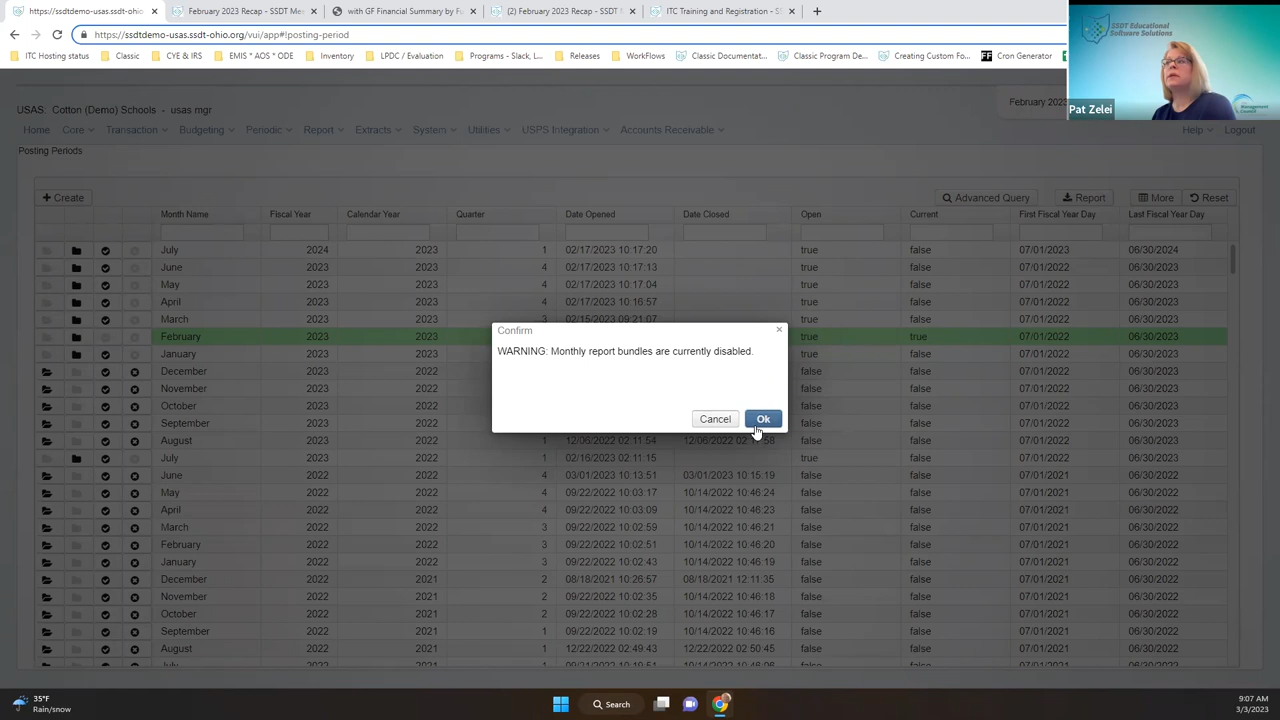 https://ssdtdemo-usas.ssdt-ohio
February 2023 Recap - SSDT Mee
with GF Financial Summary by Fu
(2) February 2023 Recap - SSDT M
ITC Training and Registration - SS
https://ssdtdemo-usas.ssdt-ohio.org/vui/app#!posting-period
ITC Hosting status Classic CYE & IRS EMIS * AOS * ODE Inventory LPDC / Evaluation Programs - Slack, L... Releases WorkFlows Classic Documentat... Classic Program De... Creating Custom Fo... FF Cron Generator
SSDT Educational
Software Solutions
Management
Council
Pat Zelei
USAS: Cotton (Demo) Schools - usas mgr
February 2023
Home Core Transaction Budgeting Periodic Report Extracts System Utilities USPS Integration Accounts Receivable Help Logout
Posting Periods
Create Advanced Query Report More Reset
Month Name Fiscal Year Calendar Year Quarter Date Opened Date Closed Open Current First Fiscal Year Day Last Fiscal Year Day
July 2024 2023 1 02/17/2023 10:17:20 true false 07/01/2023 06/30/2024
June 2023 2023 4 02/17/2023 10:17:13 true false 07/01/2022 06/30/2023
May 2023 2023 4 02/17/2023 10:17:04 true false 07/01/2022 06/30/2023
April 2023 2023 4 02/17/2023 10:16:57 true false 07/01/2022 06/30/2023
March 2023 2023 3 02/15/2023 09:21:07 true false 07/01/2022 06/30/2023
February 2023 2023 true true 07/01/2022 06/30/2023
January 2023 2023 true false 07/01/2022 06/30/2023
December 2023 2022 false false 07/01/2022 06/30/2023
November 2023 2022 false false 07/01/2022 06/30/2023
October 2023 2022 false false 07/01/2022 06/30/2023
September 2023 2022 false false 07/01/2022 06/30/2023
August 2023 2022 1 12/06/2022 02:11:54 12/06/2022 02: :58 false false 07/01/2022 06/30/2023
July 2023 2022 1 02/16/2023 02:11:15 true false 07/01/2022 06/30/2023
June 2022 2022 4 03/01/2023 10:13:51 03/01/2023 10:15:19 false false 07/01/2021 06/30/2022
May 2022 2022 4 09/22/2022 10:03:17 10/14/2022 10:46:24 false false 07/01/2021 06/30/2022
April 2022 2022 4 09/22/2022 10:03:09 10/14/2022 10:46:23 false false 07/01/2021 06/30/2022
March 2022 2022 3 09/22/2022 10:02:59 10/14/2022 10:46:21 false false 07/01/2021 06/30/2022
February 2022 2022 3 09/22/2022 10:02:51 10/14/2022 10:46:20 false false 07/01/2021 06/30/2022
January 2022 2022 3 09/22/2022 10:02:43 10/14/2022 10:46:19 false false 07/01/2021 06/30/2022
December 2022 2021 2 08/18/2021 10:26:57 08/18/2021 12:11:35 false false 07/01/2021 06/30/2022
November 2022 2021 2 09/22/2022 10:02:35 10/14/2022 10:46:18 false false 07/01/2021 06/30/2022
October 2022 2021 2 09/22/2022 10:02:28 10/14/2022 10:46:17 false false 07/01/2021 06/30/2022
September 2022 2021 1 09/22/2022 10:02:19 10/14/2022 10:46:16 false false 07/01/2021 06/30/2022
August 2022 2021 1 12/22/2022 02:49:43 12/22/2022 02:50:45 false false 07/01/2021 06/30/2022
Confirm
WARNING: Monthly report bundles are currently disabled.
Cancel Ok
35°F
Rain/snow
Search
9:07 AM
3/3/2023